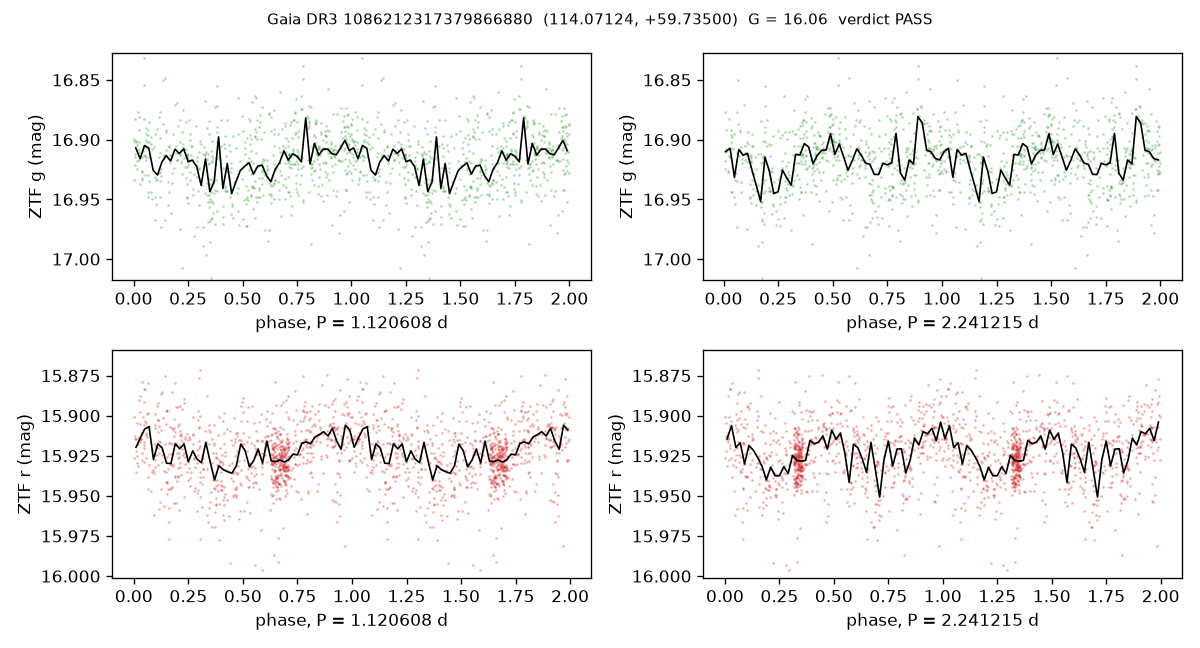 Gaia DR3 1086212317379866880 (114.07124, +59.73500) G = 16.06 verdict PASS
ZTF g (mag)
16.85
16.90
16.95
17.00
0.00 0.25 0.50 0.75 1.00 1.25 1.50 1.75 2.00
phase, P = 1.120608 d
ZTF g (mag)
16.85
16.90
16.95
17.00
0.00 0.25 0.50 0.75 1.00 1.25 1.50 1.75 2.00
phase, P = 2.241215 d
ZTF r (mag)
15.875
15.900
15.925
15.950
15.975
16.000
0.00 0.25 0.50 0.75 1.00 1.25 1.50 1.75 2.00
phase, P = 1.120608 d
ZTF r (mag)
15.875
15.900
15.925
15.950
15.975
16.000
0.00 0.25 0.50 0.75 1.00 1.25 1.50 1.75 2.00
phase, P = 2.241215 d